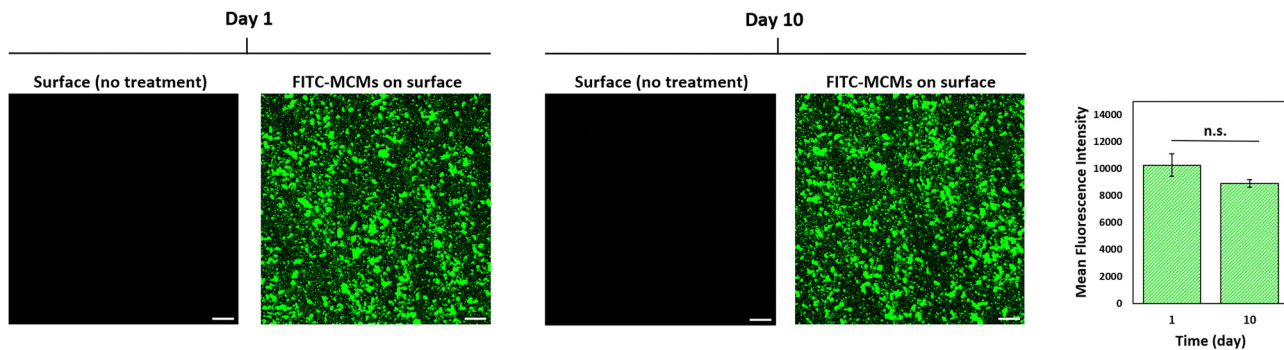 Day 1
Day 10
Surface (no treatment)
FITC-MCMs on surface
Surface (no treatment)
FITC-MCMs on surface
Mean Fluorescence Intensity
14000
12000
10000
8000
6000
4000
2000
0
n.s.
1
10
Time (day)